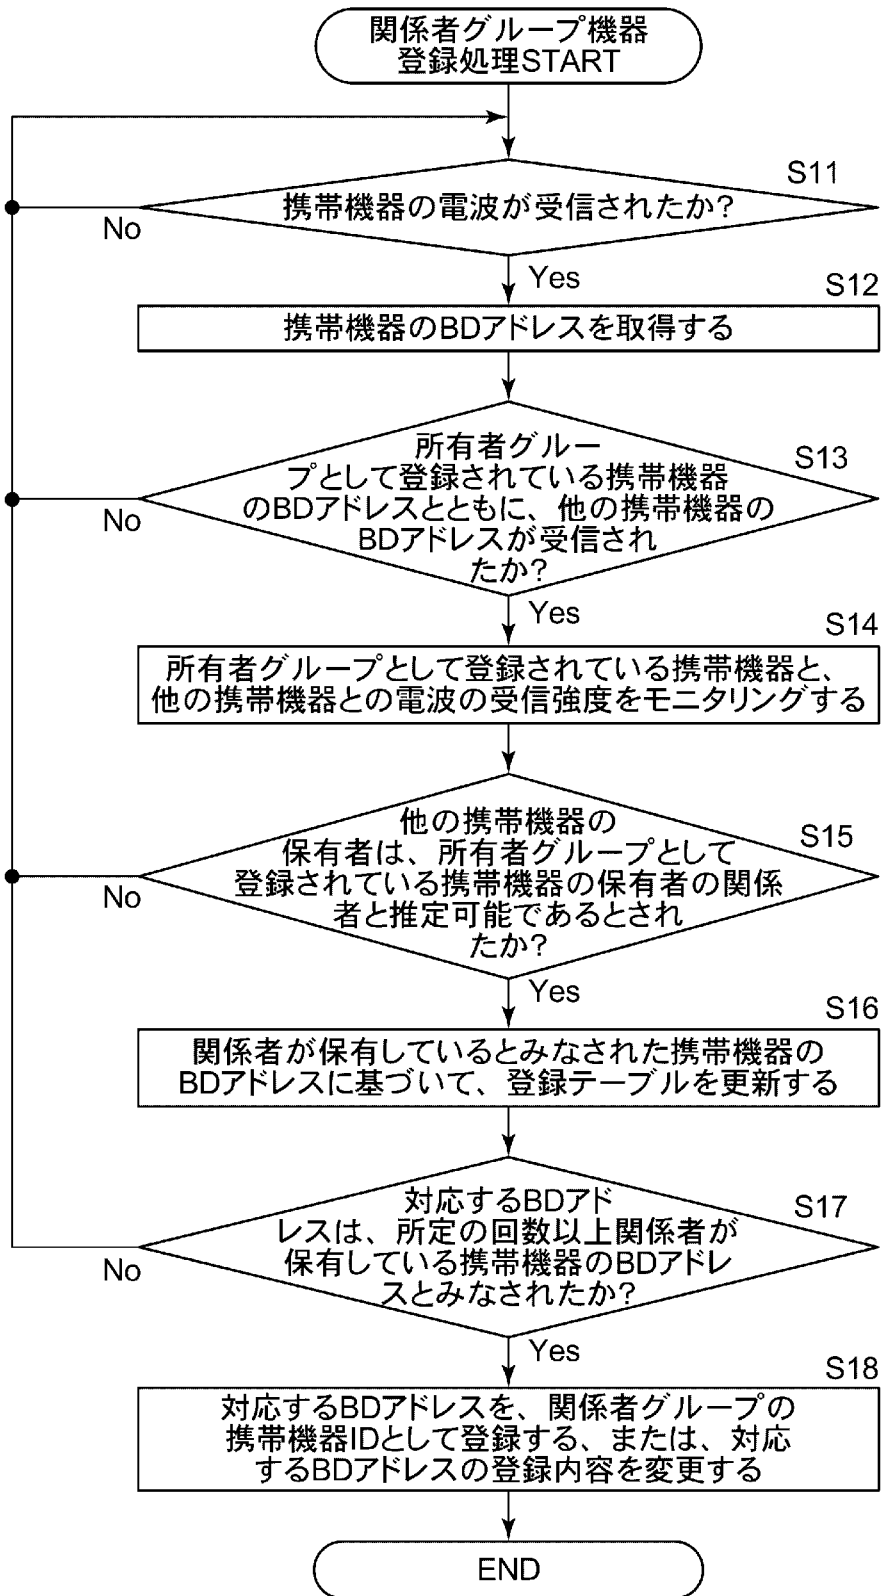 関係者グループ機器
登録処理START
S11
携帯機器の電波が受信されたか?
No
Yes
S12
携帯機器のBDアドレスを取得する
S13
所有者グルー
プとして登録されている携帯機器
のBDアドレスとともに、他の携帯機器の
BDアドレスが受信され
たか?
No
Yes
S14
所有者グループとして登録されている携帯機器と、
他の携帯機器との電波の受信強度をモニタリングする
S15
他の携帯機器の
保有者は、所有者グループとして
登録されている携帯機器の保有者の関係
者と推定可能であるとされ
たか?
No
Yes
S16
関係者が保有しているとみなされた携帯機器の
BDアドレスに基づいて、登録テーブルを更新する
S17
対応するBDアド
レスは、所定の回数以上関係者が
保有している携帯機器のBDアドレ
スとみなされたか?
No
Yes
S18
対応するBDアドレスを、関係者グループの
携帯機器IDとして登録する、または、対応
するBDアドレスの登録内容を変更する
END